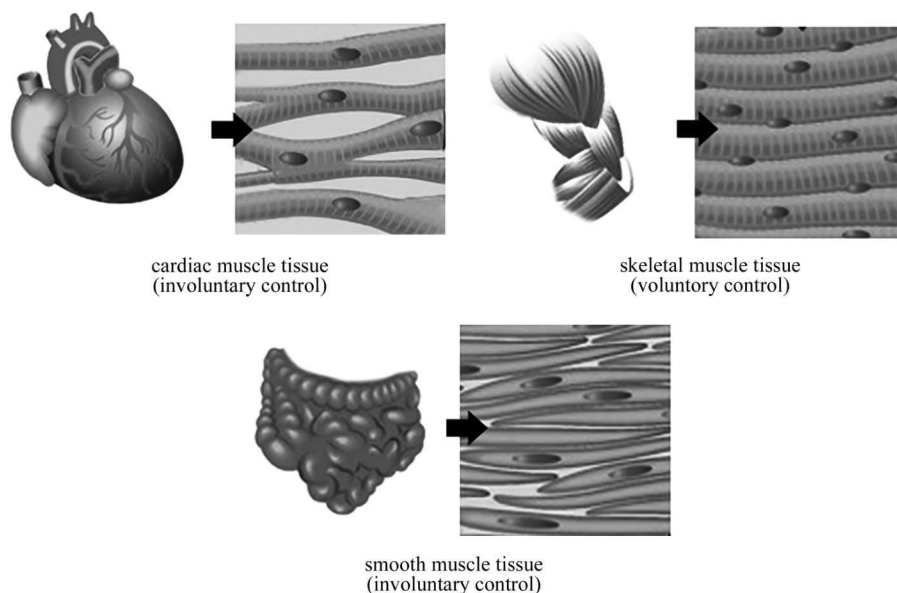 cardiac muscle tissue
(involuntary control)
skeletal muscle tissue
(voluntory control)
smooth muscle tissue
(involuntary control)